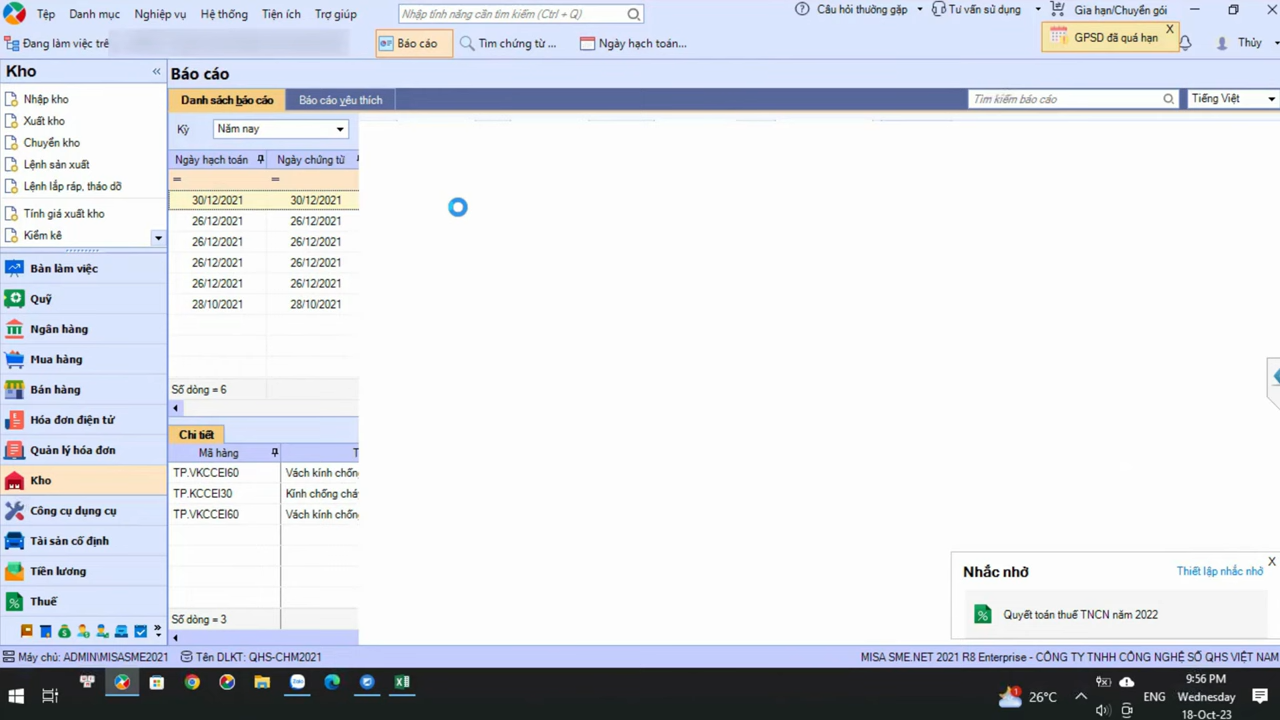 Tệp Danh mục Nghiệp vụ Hệ thống Tiện ích Trợ giúp Nhập tính năng cần tìm kiếm (Ctrl + Q) Câu hỏi thường gặp Tư vấn sử dụng Gia hạn/Chuyển gói
Đang làm việc trê Báo cáo Tìm chứng từ ... Ngày hạch toán... GPSD đã quá hạn X Thủy
Kho «
Nhập kho
Xuất kho
Chuyển kho
Lệnh sản xuất
Lệnh lắp ráp, tháo dỡ
Tính giá xuất kho
Kiểm kê
Bàn làm việc
Quỹ
Ngân hàng
Mua hàng
Bán hàng
Hóa đơn điện tử
Quản lý hóa đơn
Kho
Công cụ dụng cụ
Tài sản cố định
Tiền lương
Thuế
Báo cáo
Danh sách báo cáo Báo cáo yêu thích Tìm kiếm báo cáo Tiếng Việt
Kỳ Năm nay
Ngày hạch toán Ngày chứng từ
= =
30/12/2021 30/12/2021
26/12/2021 26/12/2021
26/12/2021 26/12/2021
26/12/2021 26/12/2021
26/12/2021 26/12/2021
28/10/2021 28/10/2021
Số dòng = 6
Chi tiết
Mã hàng T
TP.VKCCEI60 Vách kính chống
TP.KCCEI30 Kính chống chá
TP.VKCCEI60 Vách kính chống
Số dòng = 3
X
Nhắc nhở Thiết lập nhắc nhở
Quyết toán thuế TNCN năm 2022
Máy chủ: ADMIN\MISASME2021 Tên DLKT: QHS-CHM2021 MISA SME.NET 2021 R8 Enterprise - CÔNG TY TNHH CÔNG NGHỆ SỐ QHS VIỆT NAM
Zalo
1 26°C ENG 9:56 PM
Wednesday
18-Oct-23